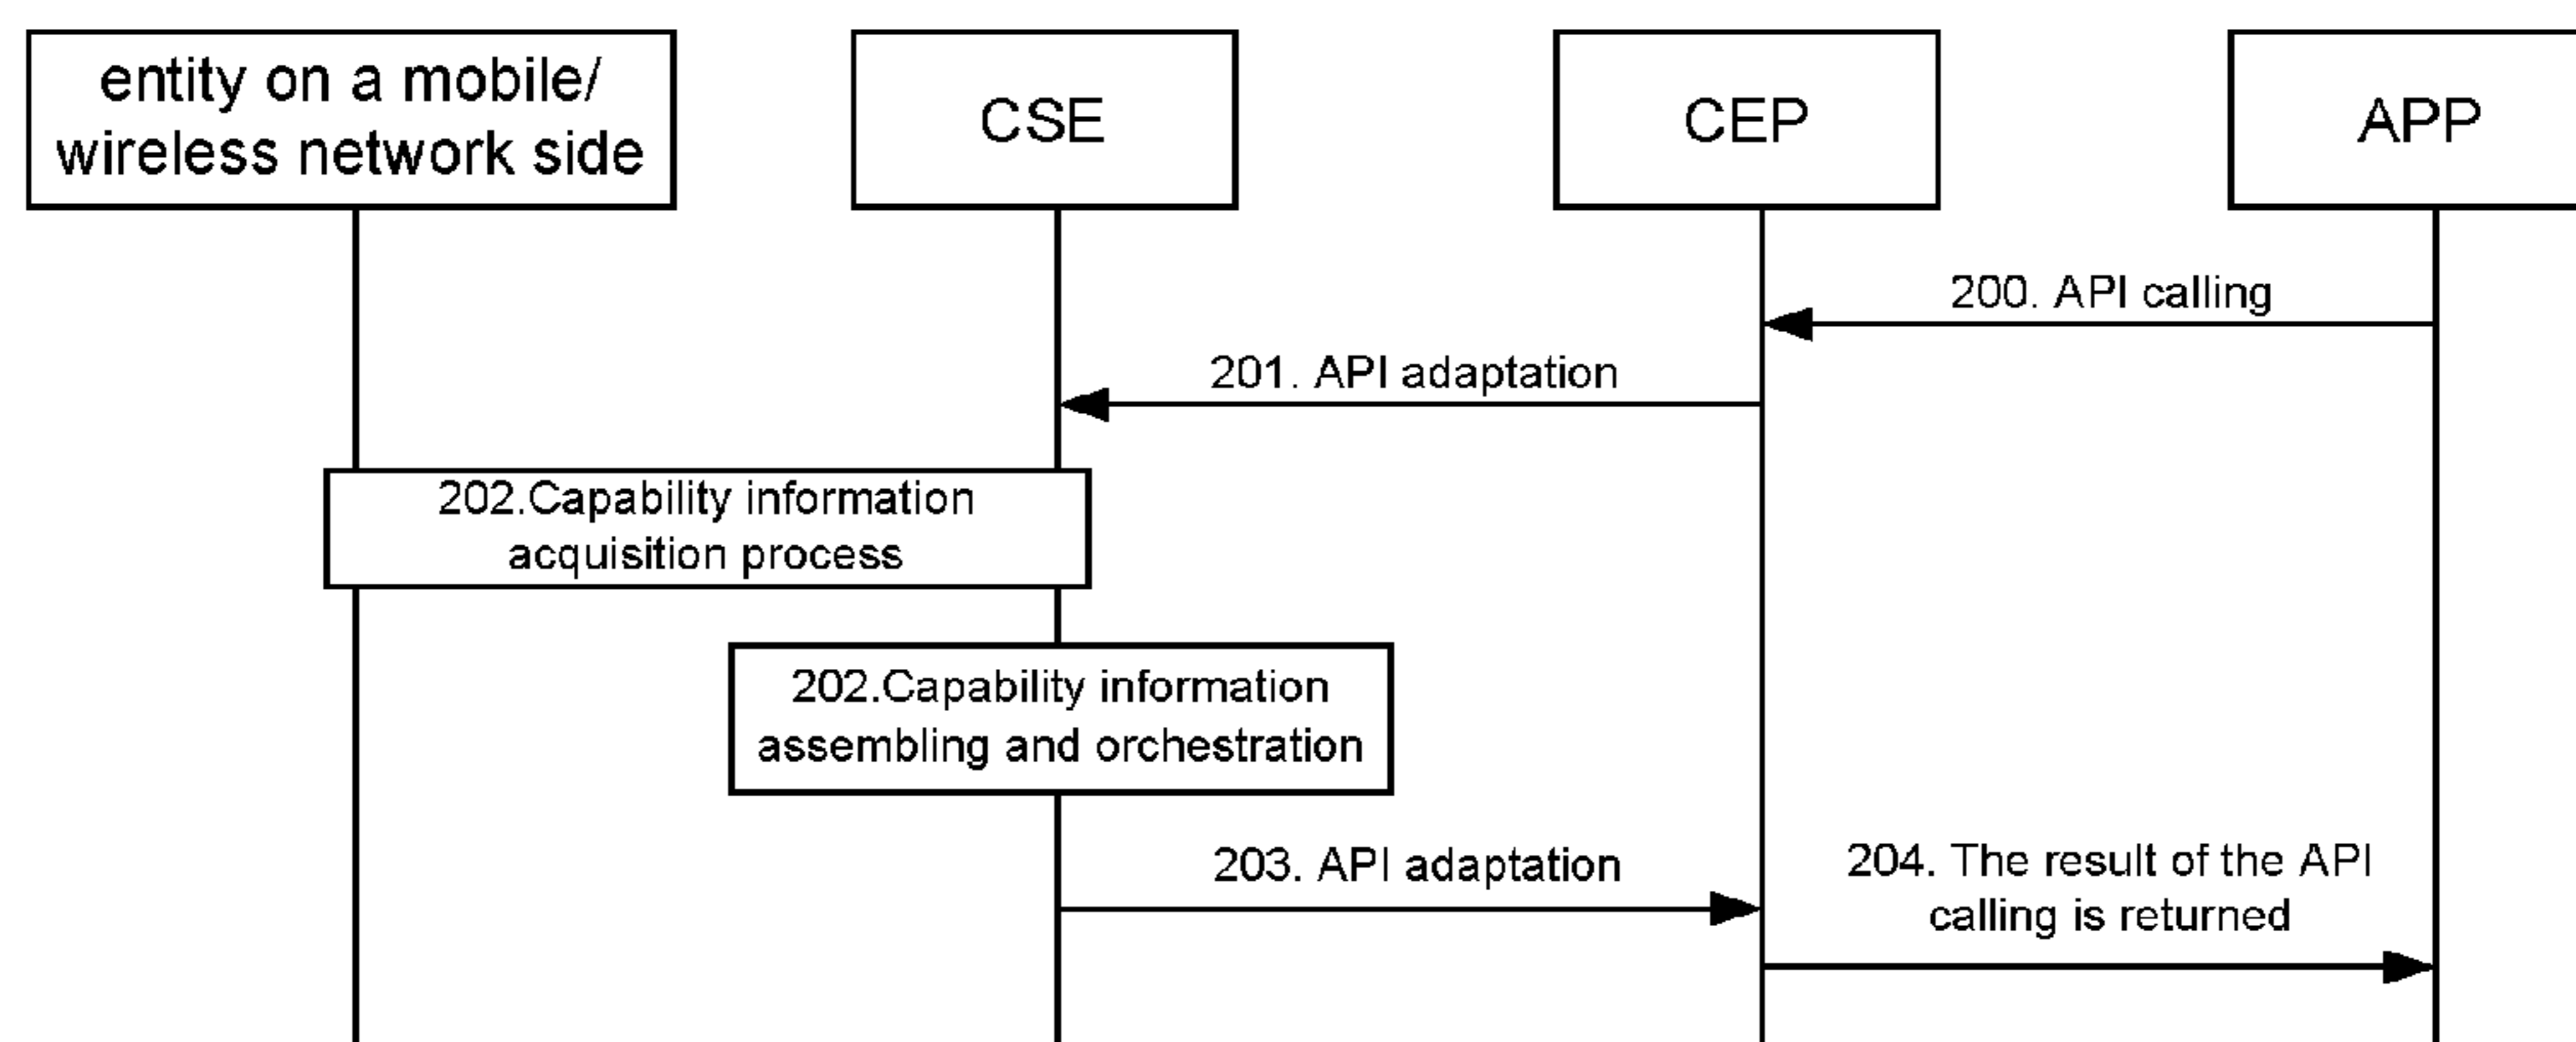 entity on a mobile/
wireless network side
CSE
CEP
APP
200. API calling
201. API adaptation
202.Capability information
acquisition process
202.Capability information
assembling and orchestration
203. API adaptation
204. The result of the API
calling is returned